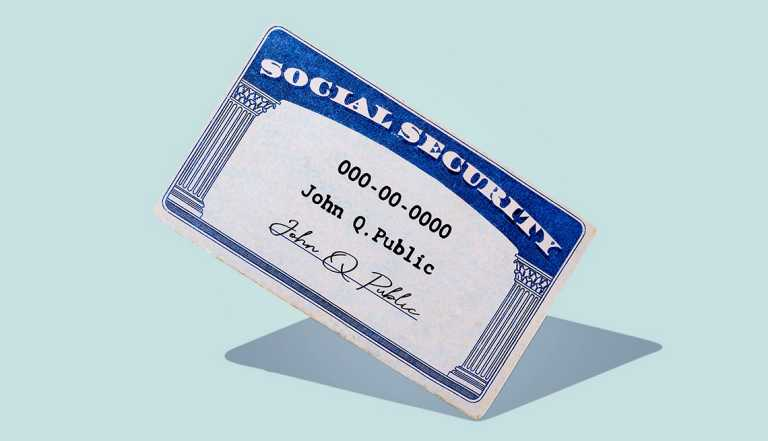 SOCIAL SECURITY
000-00-0000
John Q.Public
John Q Public